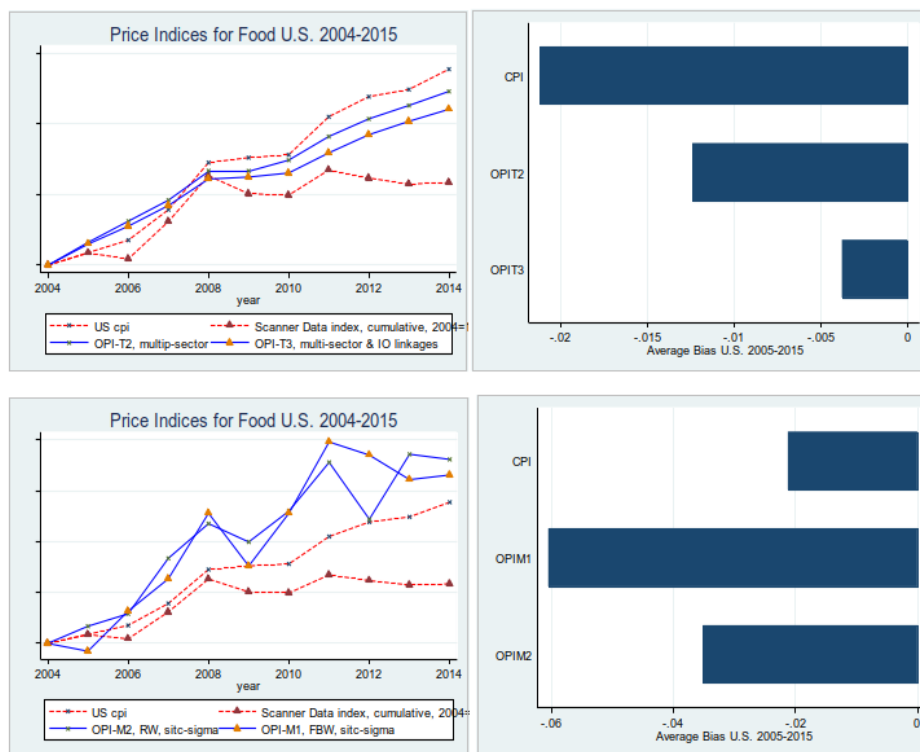 Price Indices for Food U.S. 2004-2015
2004 2006 2008 2010 2012 2014
year
US cpi Scanner Data index, cumulative, 2004=1
OPI-T2, multip-sector OPI-T3, multi-sector & IO linkages
CPI
OPIT2
OPIT3
-.02 -.015 -.01 -.005 0
Average Bias U.S. 2005-2015
Price Indices for Food U.S. 2004-2015
2004 2006 2008 2010 2012 2014
year
US cpi Scanner Data index, cumulative, 2004=
OPI-M2, RW, sitc-sigma OPI-M1, FBW, sitc-sigma
CPI
OPIM1
OPIM2
-.06 -.04 -.02 0
Average Bias U.S. 2005-2015